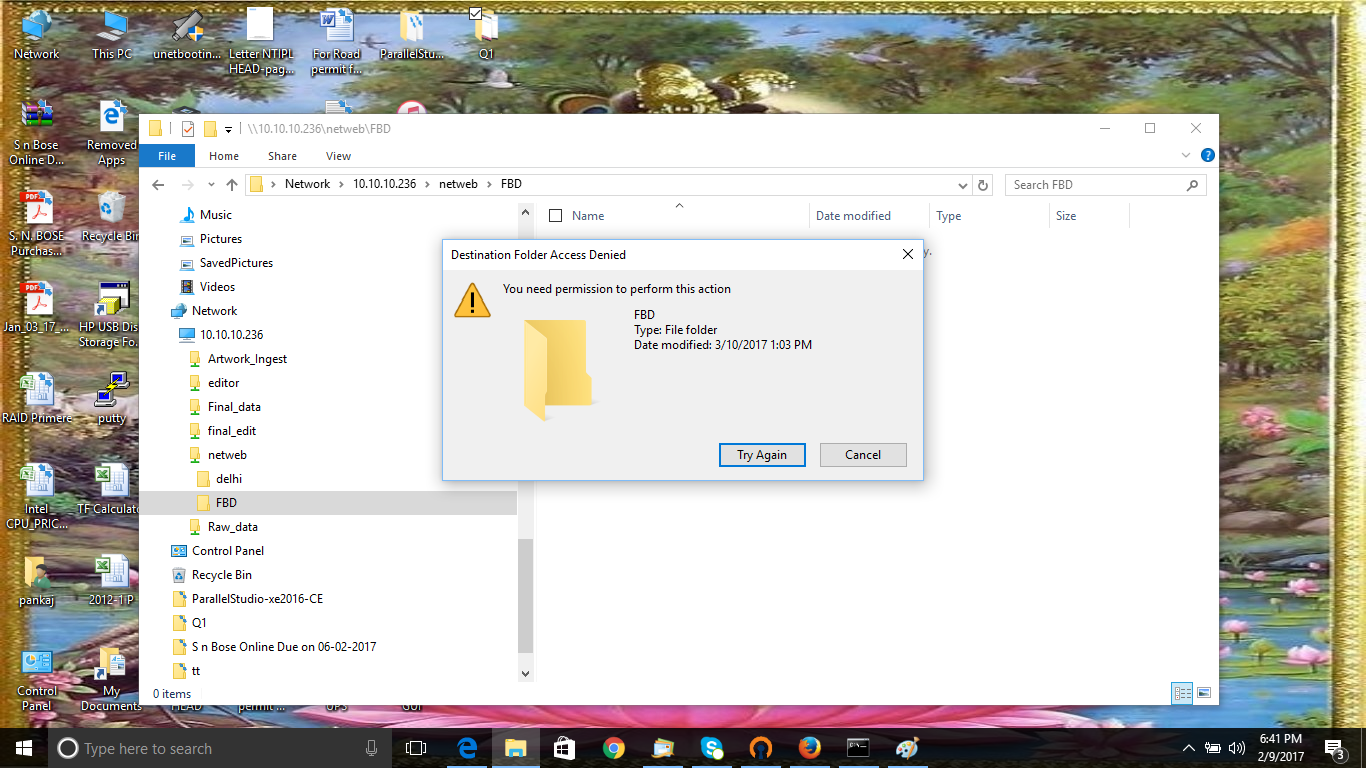 Network
This PC
unetbootin...
Letter NTIPL
HEAD-pag...
For Road
permit f...
ParallelStu...
Q1
S n Bose
Online D...
Removed
Apps
S. N. BOSE
Purchas...
Recycle Bin
Jan_03_17_...
HP USB Dis
Storage Fo...
RAID Primere
putty
Intel
CPU_PRIC...
TF Calculato
pankaj
2012-1 P
Control
Panel
My
Documents
HEAD
permit ...
UPS
GUI
\\10.10.10.236\netweb\FBD
File
Home
Share
View
Network
10.10.10.236
netweb
FBD
Search FBD
Music
Pictures
SavedPictures
Videos
Network
10.10.10.236
Artwork_Ingest
editor
Final_data
final_edit
netweb
delhi
FBD
Raw_data
Control Panel
Recycle Bin
ParallelStudio-xe2016-CE
Q1
S n Bose Online Due on 06-02-2017
tt
0 items
Name
Date modified
Type
Size
y.
Destination Folder Access Denied
You need permission to perform this action
FBD
Type: File folder
Date modified: 3/10/2017 1:03 PM
Try Again
Cancel
Type here to search
6:41 PM
2/9/2017
3